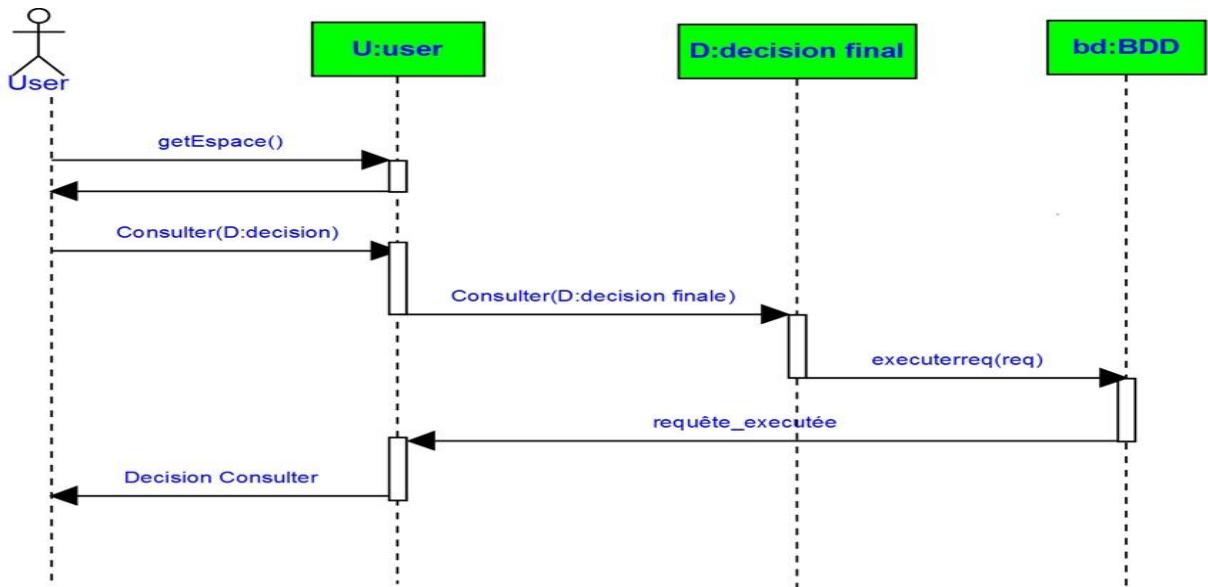 User
U:user
D:decision final
bd:BDD
getEspace()
Consulter(D:decision)
Consulter(D:decision finale)
executerreq(req)
requête_executée
Decision Consulter